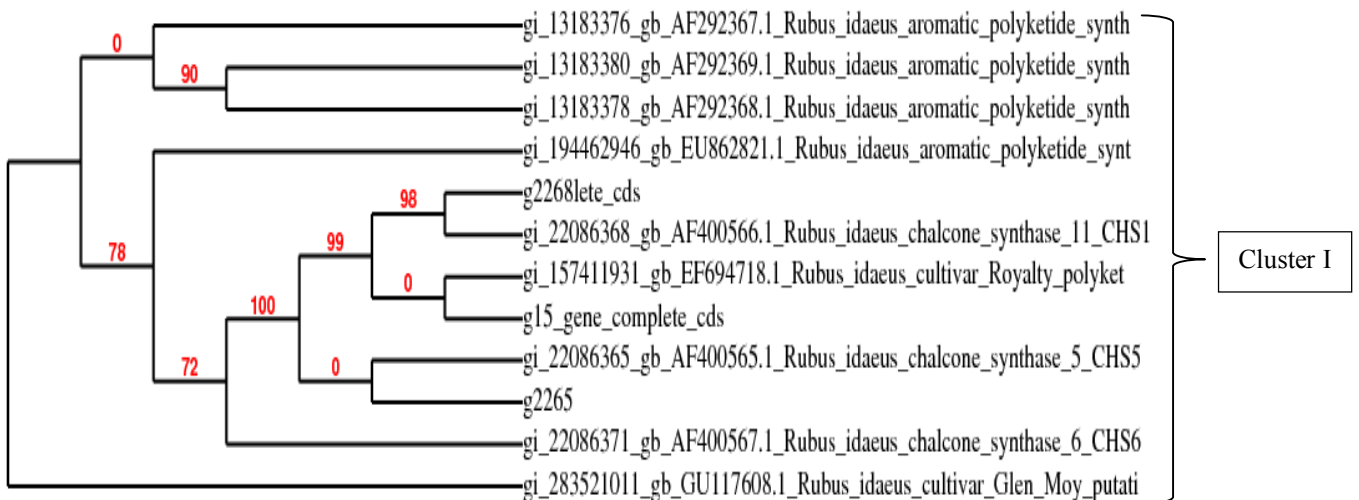 gi_13183376_gb_AF292367.1_Rubus_idaeus_aromatic_polyketide_synth
0
90
gi_13183380_gb_AF292369.1_Rubus_idaeus_aromatic_polyketide_synth
gi_13183378_gb_AF292368.1_Rubus_idaeus_aromatic_polyketide_synth
gi_194462946_gb_EU862821.1_Rubus_idaeus_aromatic_polyketide_synt
98
g2268lete_cds
78
99
gi_22086368_gb_AF400566.1_Rubus_idaeus_chalcone_synthase_11_CHS1
Cluster I
0
gi_157411931_gb_EF694718.1_Rubus_idaeus_cultivar_Royalty_polyket
100
g15_gene_complete_cds
72
0
gi_22086365_gb_AF400565.1_Rubus_idaeus_chalcone_synthase_5_CHS5
g2265
gi_22086371_gb_AF400567.1_Rubus_idaeus_chalcone_synthase_6_CHS6
gi_283521011_gb_GU117608.1_Rubus_idaeus_cultivar_Glen_Moy_putati